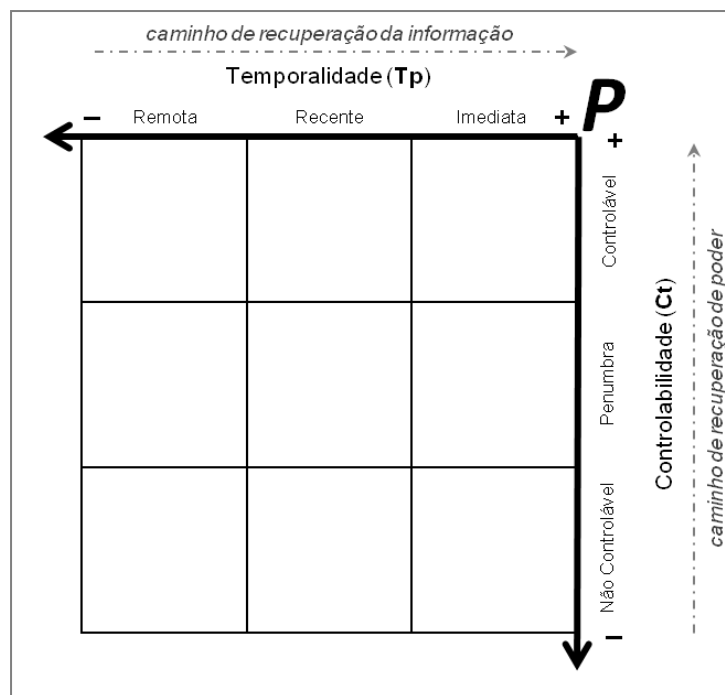 caminho de recuperação da informação
Temporalidade (Tp)
− Remota Recente Imediata + P
+
Controlável
Penumbra
Não Controlável
−
Controlabilidade (Ct)
caminho de recuperação de poder